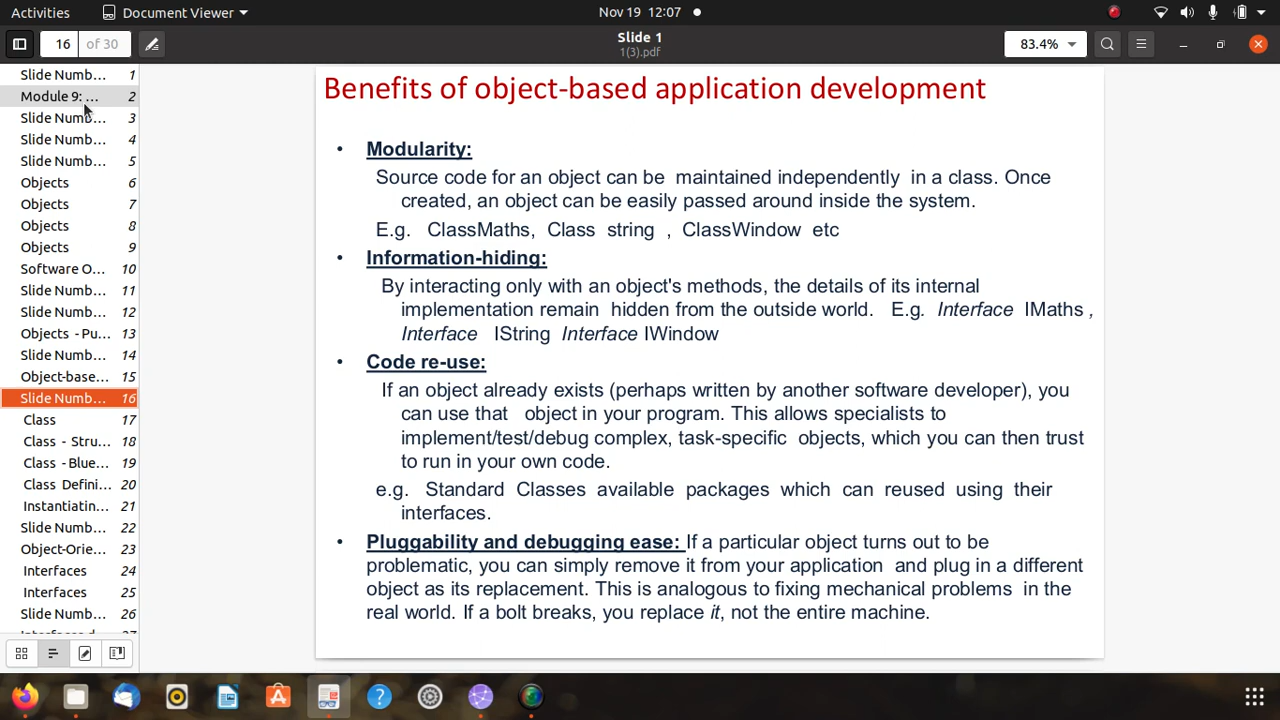 Activities Document Viewer Nov 19 12:07
16 of 30 Slide 1 83.4%
1(3).pdf
Slide Numb... 1
Module 9: ... 2
Slide Numb... 3
Slide Numb... 4
Slide Numb... 5
Objects 6
Objects 7
Objects 8
Objects 9
Software O... 10
Slide Numb... 11
Slide Numb... 12
Objects - Pu... 13
Slide Numb... 14
Object-base... 15
Slide Numb... 16
Class 17
Class - Stru... 18
Class - Blue... 19
Class Defini... 20
Instantiatin... 21
Slide Numb... 22
Object-Orie... 23
Interfaces 24
Interfaces 25
Slide Numb... 26
Benefits of object-based application development
• Modularity:
Source code for an object can be maintained independently in a class. Once
created, an object can be easily passed around inside the system.
E.g. ClassMaths, Class string , ClassWindow etc
• Information-hiding:
By interacting only with an object's methods, the details of its internal
implementation remain hidden from the outside world. E.g. Interface IMaths ,
Interface IString Interface IWindow
• Code re-use:
If an object already exists (perhaps written by another software developer), you
can use that object in your program. This allows specialists to
implement/test/debug complex, task-specific objects, which you can then trust
to run in your own code.
e.g. Standard Classes available packages which can reused using their
interfaces.
• Pluggability and debugging ease: If a particular object turns out to be
problematic, you can simply remove it from your application and plug in a different
object as its replacement. This is analogous to fixing mechanical problems in the
real world. If a bolt breaks, you replace it, not the entire machine.